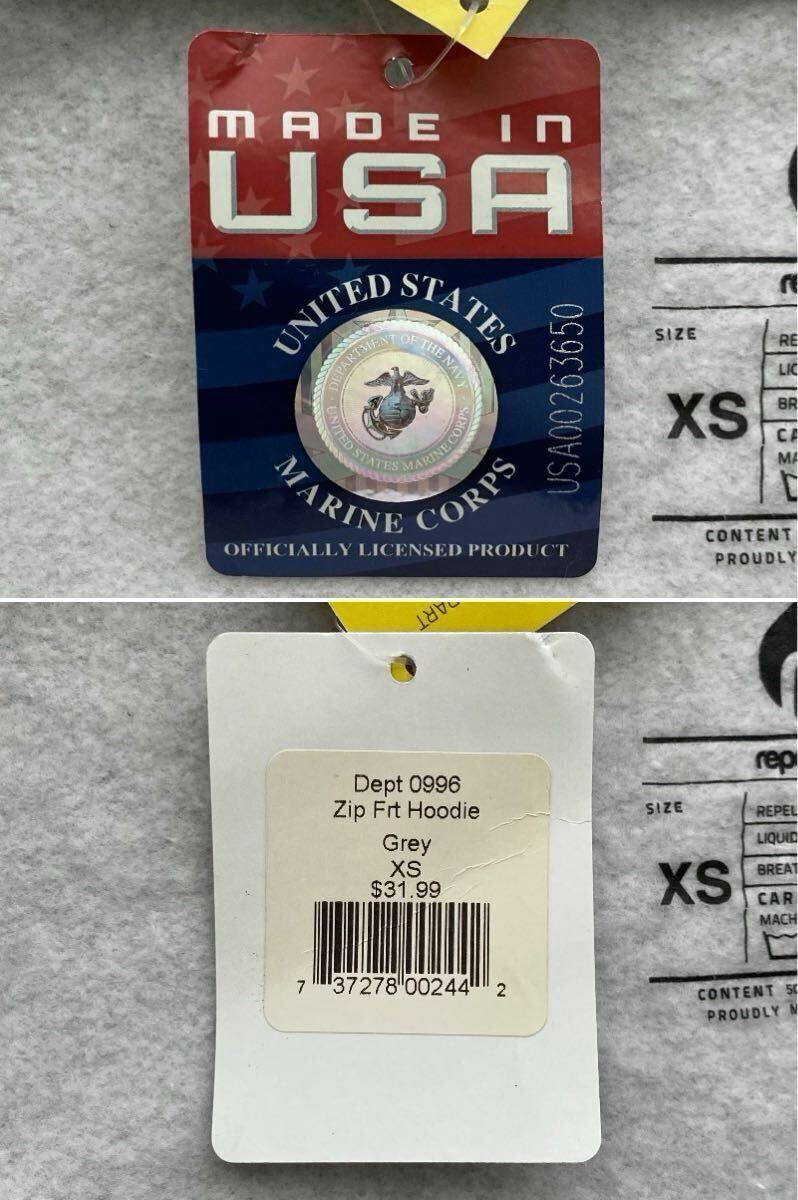 MADE IN
USA
UNITED STATES
DEPARTMENT OF THE NAVY
UNITED STATES MARINE CORPS
MARINE CORPS
OFFICIALLY LICENSED PRODUCT
USA00263650
SIZE
XS
CONTENT
PROUDLY
PART
Dept 0996
Zip Frt Hoodie
Grey
XS
$31.99
7 37278 00244 2
SIZE
XS
CAR
CONTENT
PROUDLY